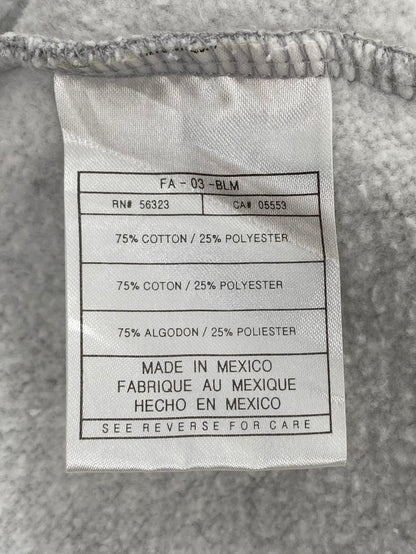 FA - 03 -BLM
RN# 56323 CA# 05553
75% COTTON / 25% POLYESTER
75% COTON / 25% POLYESTER
75% ALGODON / 25% POLIESTER
MADE IN MEXICO
FABRIQUE AU MEXIQUE
HECHO EN MEXICO
SEE REVERSE FOR CARE